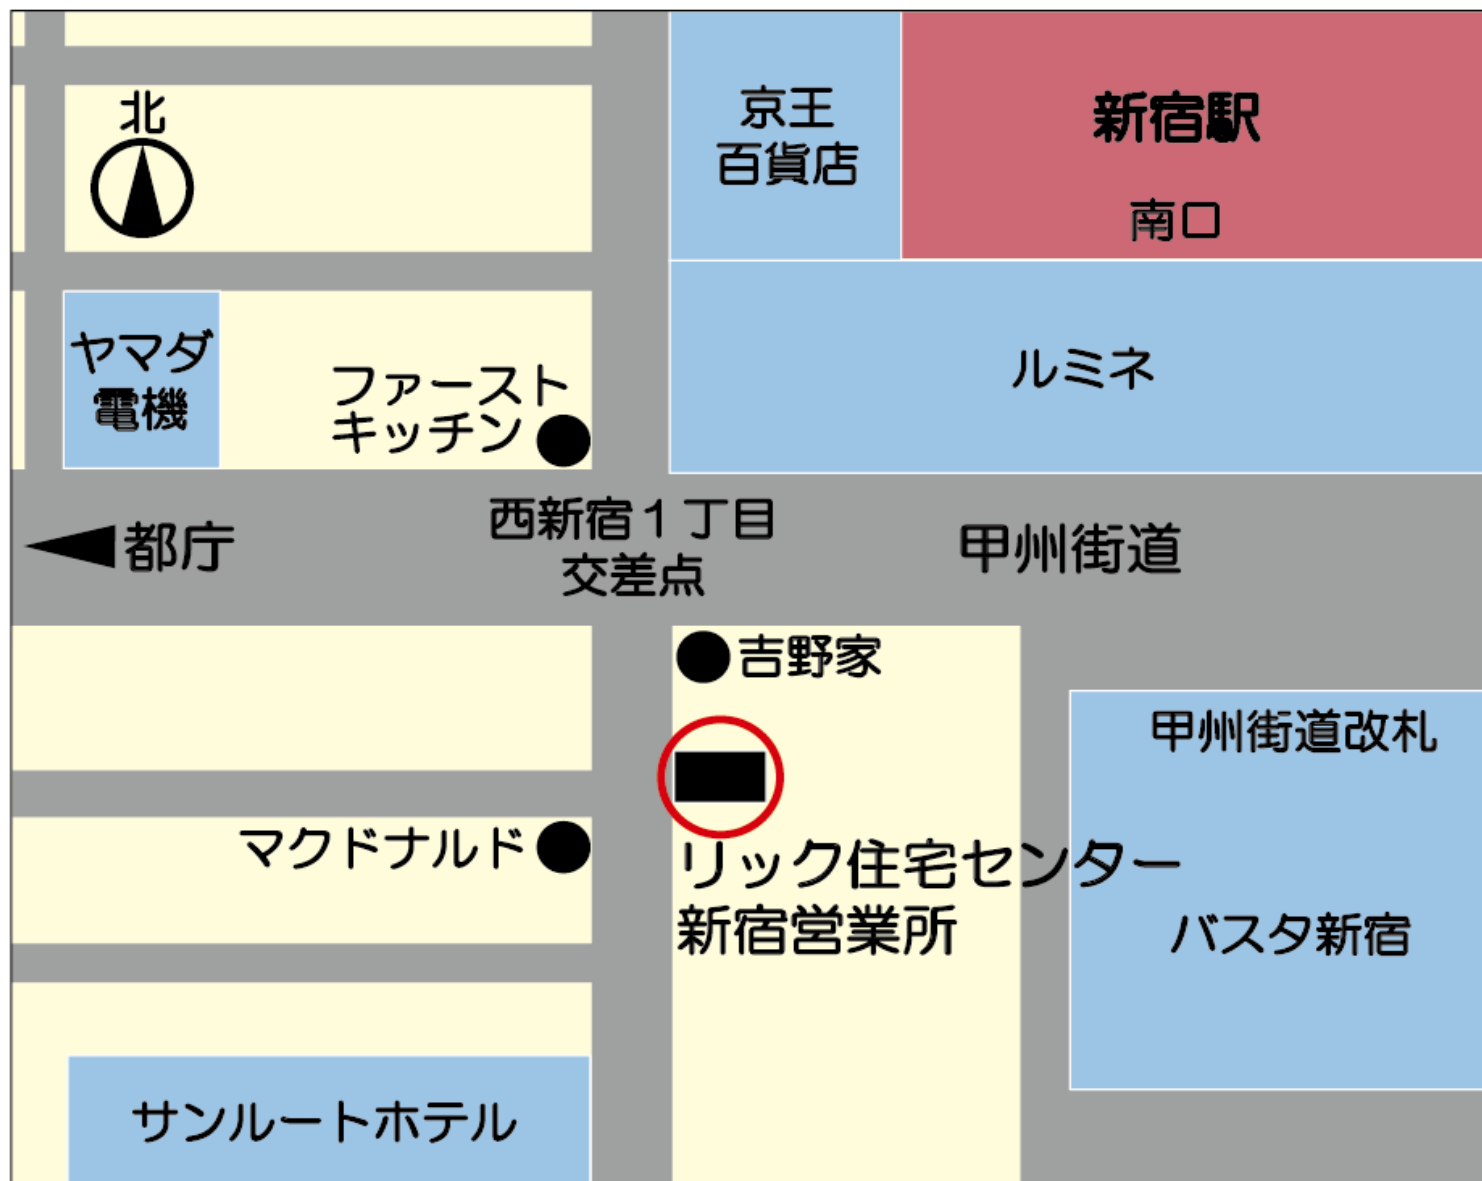 北
京王
百貨店
新宿駅
南口
ヤマダ
電機
ファースト
キッチン
ルミネ
都庁
西新宿１丁目
交差点
甲州街道
吉野家
甲州街道改札
マクドナルド
リック住宅センター
新宿営業所
バスタ新宿
サンルートホテル